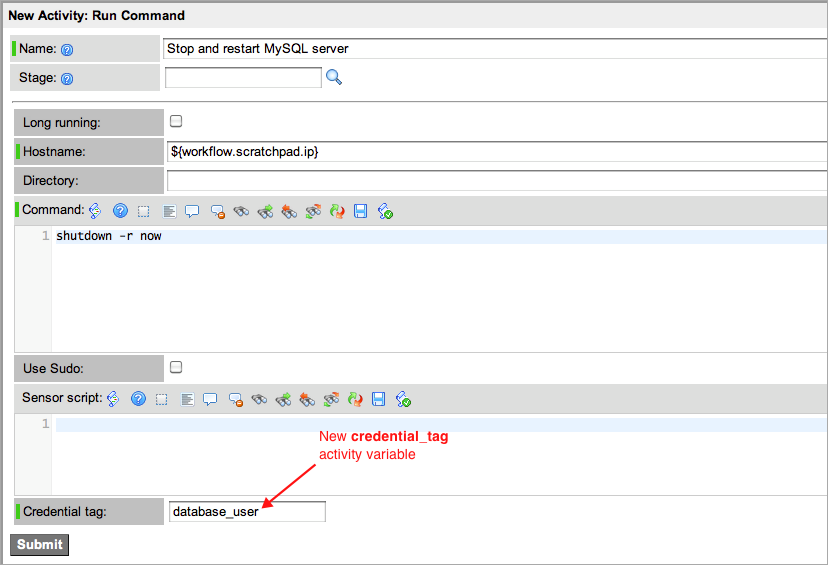 New Activity: Run Command
Name:
Stop and restart MySQL server
Stage:
Long running:
Hostname:
${workflow.scratchpad.ip}
Directory:
Command:
1 shutdown -r now
Use Sudo:
Sensor script:
1
New credential_tag
activity variable
Credential tag:
database_user
Submit